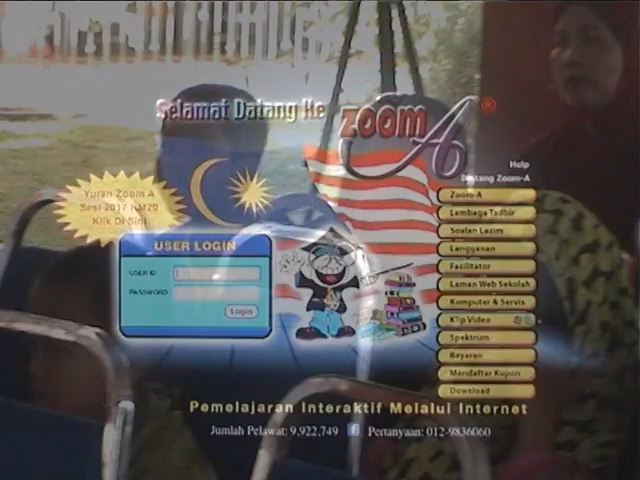 Selamat Datang Ke
zoom A ®
Help
Tentang Zoom-A
Yuran Zoom A
Sesi 2017 RM20
Klik Di Sini
Zoom-A
Lembaga Tadbir
Soalan Lazim
Langganan
Fasilitator
Laman Web Sekolah
Komputer & Servis
Klip Video
Spektrum
Bayaran
Mendaftar Kupon
Download
USER LOGIN
USER ID
PASSWORD
Login
Pemelajaran Interaktif Melalui Internet
Jumlah Pelawat: 9,922,749 f Pertanyaan: 012-9836060